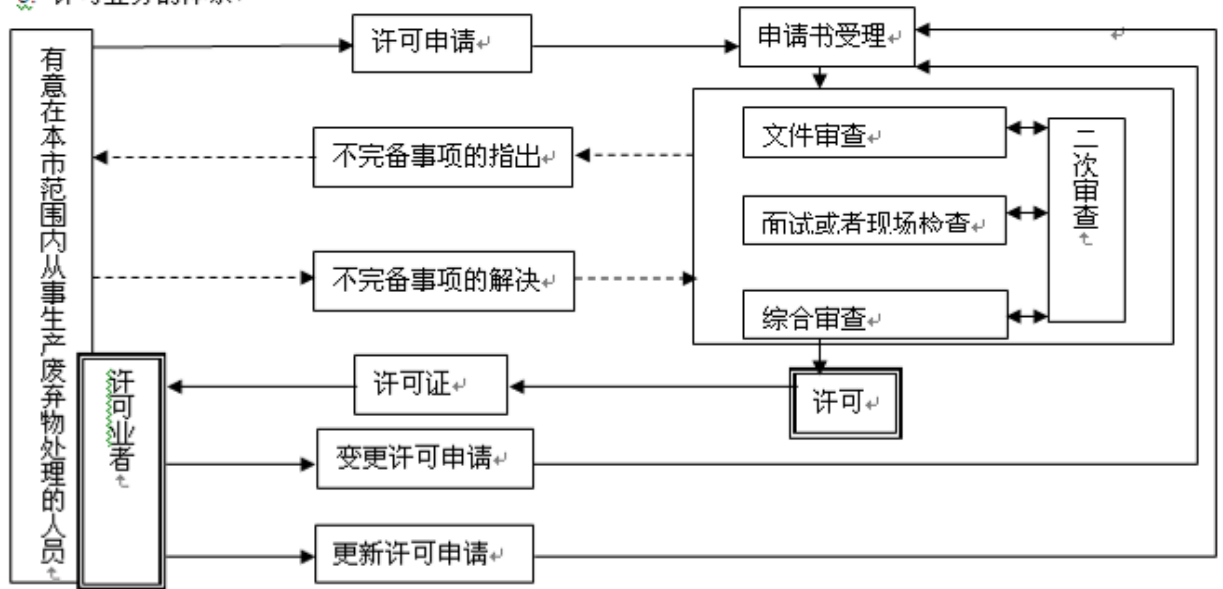 许可申请
申请书受理
有意在本市范围内从事生产废弃物处理的人员
文件审查
二次审查
不完备事项的指出
面试或者现场检查
不完备事项的解决
综合审查
许可业者
许可证
许可
变更许可申请
更新许可申请